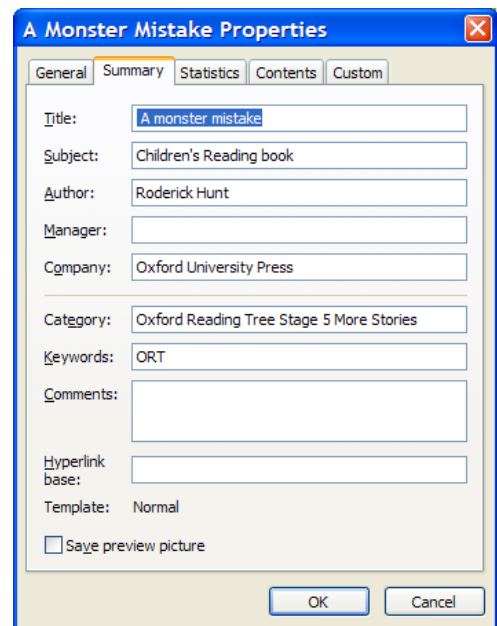 A Monster Mistake Properties
General Summary Statistics Contents Custom
Title: A monster mistake
Subject: Children's Reading book
Author: Roderick Hunt
Manager:
Company: Oxford University Press
Category: Oxford Reading Tree Stage 5 More Stories
Keywords: ORT
Comments:
Hyperlink
base:
Template: Normal
Save preview picture
OK Cancel